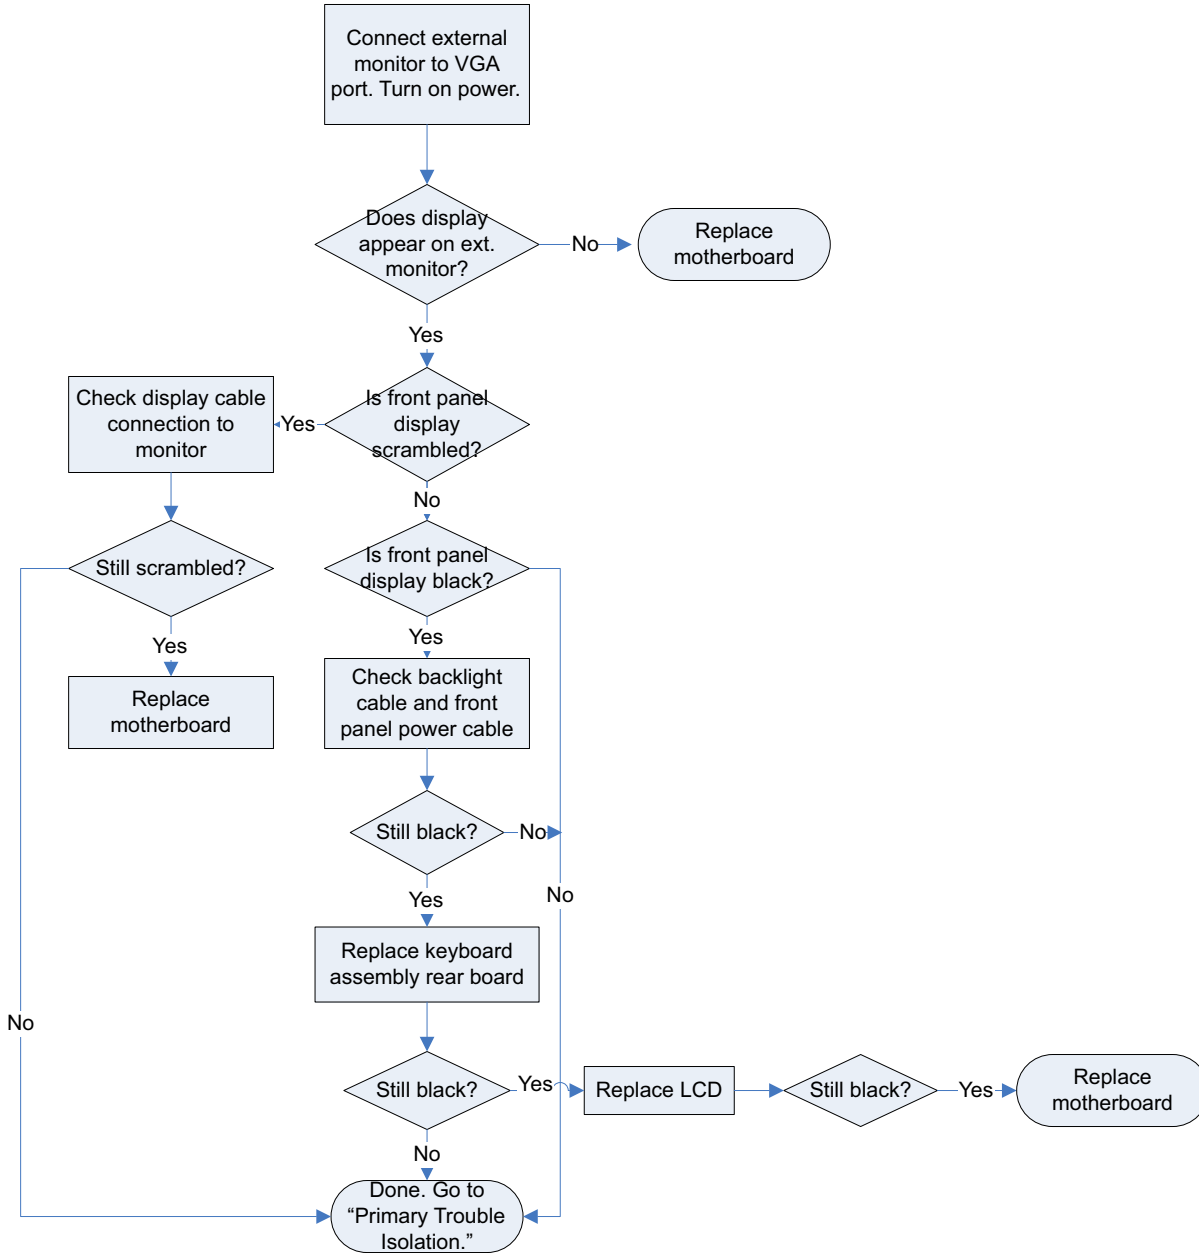 Connect external
monitor to VGA
port. Turn on power.
Does display
appear on ext.
monitor?
No
Replace
motherboard
Yes
Check display cable
connection to
monitor
Yes
Is front panel
display
scrambled?
No
Still scrambled?
Is front panel
display black?
Yes
Yes
Replace
motherboard
Check backlight
cable and front
panel power cable
Still black?
No
Yes
No
Replace keyboard
assembly rear board
No
Still black?
Yes
Replace LCD
Still black?
Yes
Replace
motherboard
No
Done. Go to
“Primary Trouble
Isolation.”